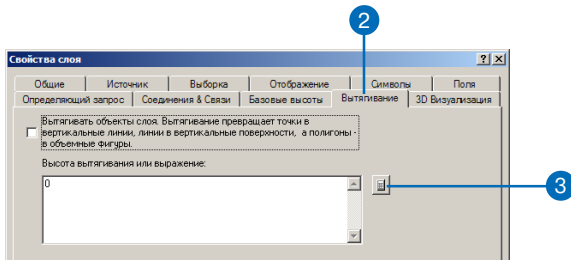 2
Свойства слоя
Общие Источник Выборка Отображение Символы Поля
Определяющий запрос Соединения & Связи Базовые высоты Вытягивание 3D Визуализация
Вытягивать объекты слоя. Вытягивание превращает точки в
вертикальные линии, линии в вертикальные поверхности, а полигоны -
в объемные фигуры.
Высота вытягивания или выражение:
0
3